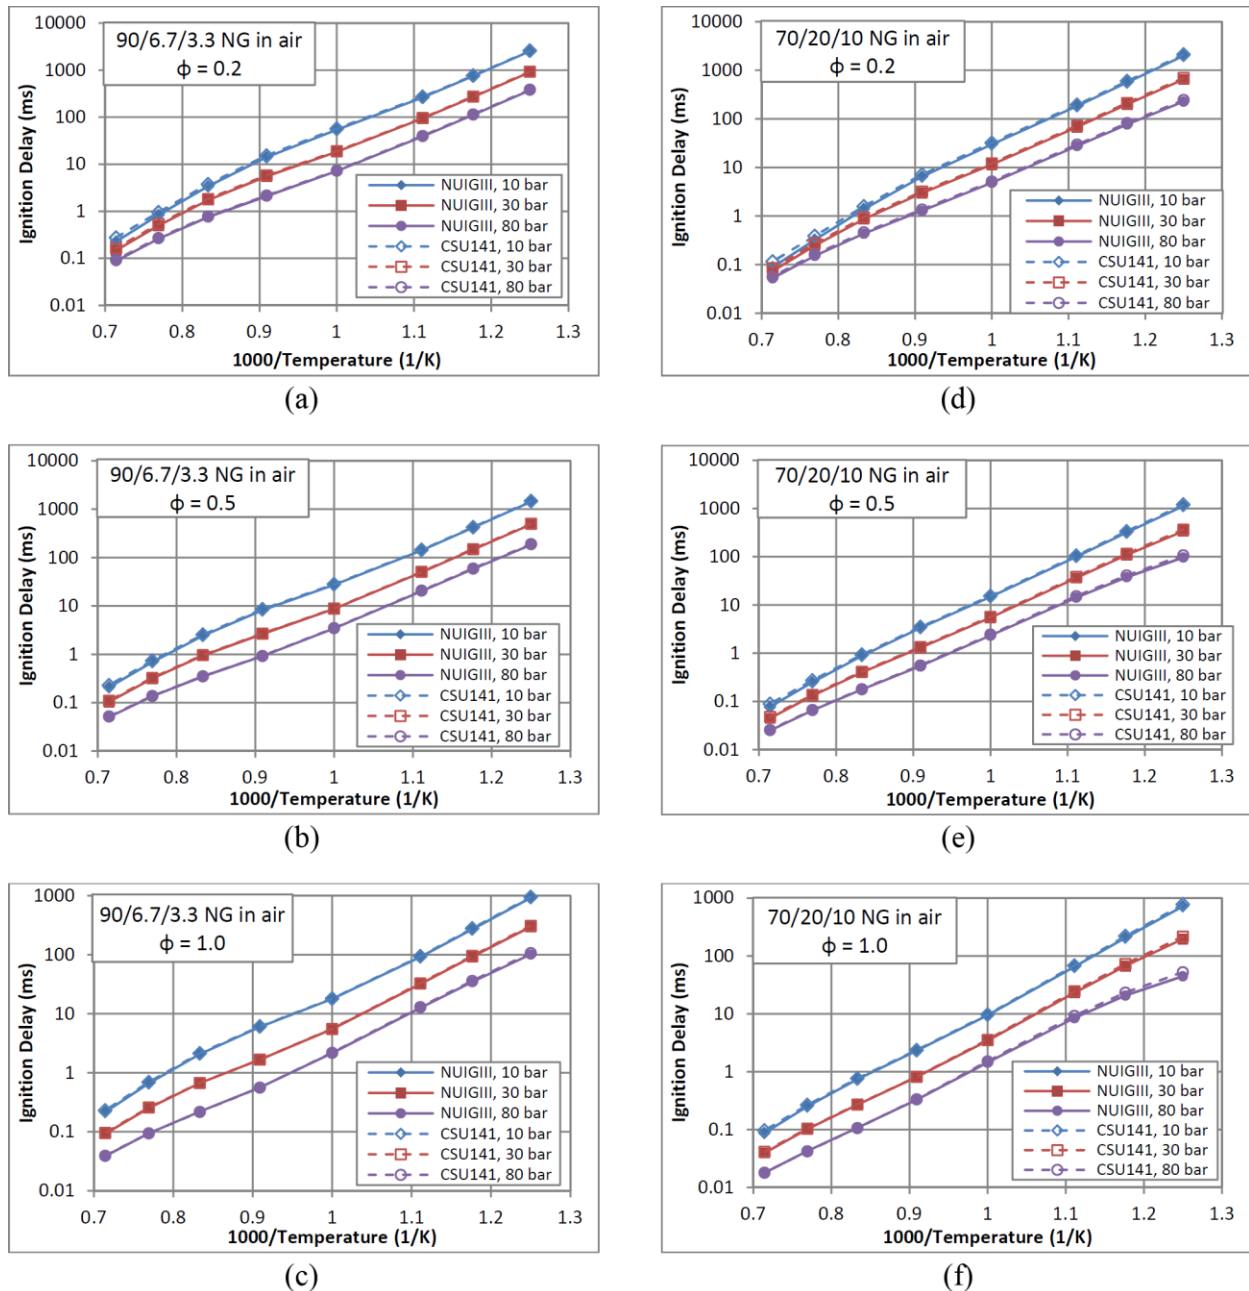 90/6.7/3.3 NG in air
ϕ = 0.2
Ignition Delay (ms)
10000
1000
100
10
1
0.1
0.01
NUIGIII, 10 bar
NUIGIII, 30 bar
NUIGIII, 80 bar
CSU141, 10 bar
CSU141, 30 bar
CSU141, 80 bar
0.7 0.8 0.9 1 1.1 1.2 1.3
1000/Temperature (1/K)
(a)
70/20/10 NG in air
ϕ = 0.2
Ignition Delay (ms)
10000
1000
100
10
1
0.1
0.01
NUIGIII, 10 bar
NUIGIII, 30 bar
NUIGIII, 80 bar
CSU141, 10 bar
CSU141, 30 bar
CSU141, 80 bar
0.7 0.8 0.9 1 1.1 1.2 1.3
1000/Temperature (1/K)
(d)
90/6.7/3.3 NG in air
ϕ = 0.5
Ignition Delay (ms)
10000
1000
100
10
1
0.1
0.01
NUIGIII, 10 bar
NUIGIII, 30 bar
NUIGIII, 80 bar
CSU141, 10 bar
CSU141, 30 bar
CSU141, 80 bar
0.7 0.8 0.9 1 1.1 1.2 1.3
1000/Temperature (1/K)
(b)
70/20/10 NG in air
ϕ = 0.5
Ignition Delay (ms)
10000
1000
100
10
1
0.1
0.01
NUIGIII, 10 bar
NUIGIII, 30 bar
NUIGIII, 80 bar
CSU141, 10 bar
CSU141, 30 bar
CSU141, 80 bar
0.7 0.8 0.9 1 1.1 1.2 1.3
1000/Temperature (1/K)
(e)
90/6.7/3.3 NG in air
ϕ = 1.0
Ignition Delay (ms)
1000
100
10
1
0.1
0.01
NUIGIII, 10 bar
NUIGIII, 30 bar
NUIGIII, 80 bar
CSU141, 10 bar
CSU141, 30 bar
CSU141, 80 bar
0.7 0.8 0.9 1 1.1 1.2 1.3
1000/Temperature (1/K)
(c)
70/20/10 NG in air
ϕ = 1.0
Ignition Delay (ms)
1000
100
10
1
0.1
0.01
NUIGIII, 10 bar
NUIGIII, 30 bar
NUIGIII, 80 bar
CSU141, 10 bar
CSU141, 30 bar
CSU141, 80 bar
0.7 0.8 0.9 1 1.1 1.2 1.3
1000/Temperature (1/K)
(f)